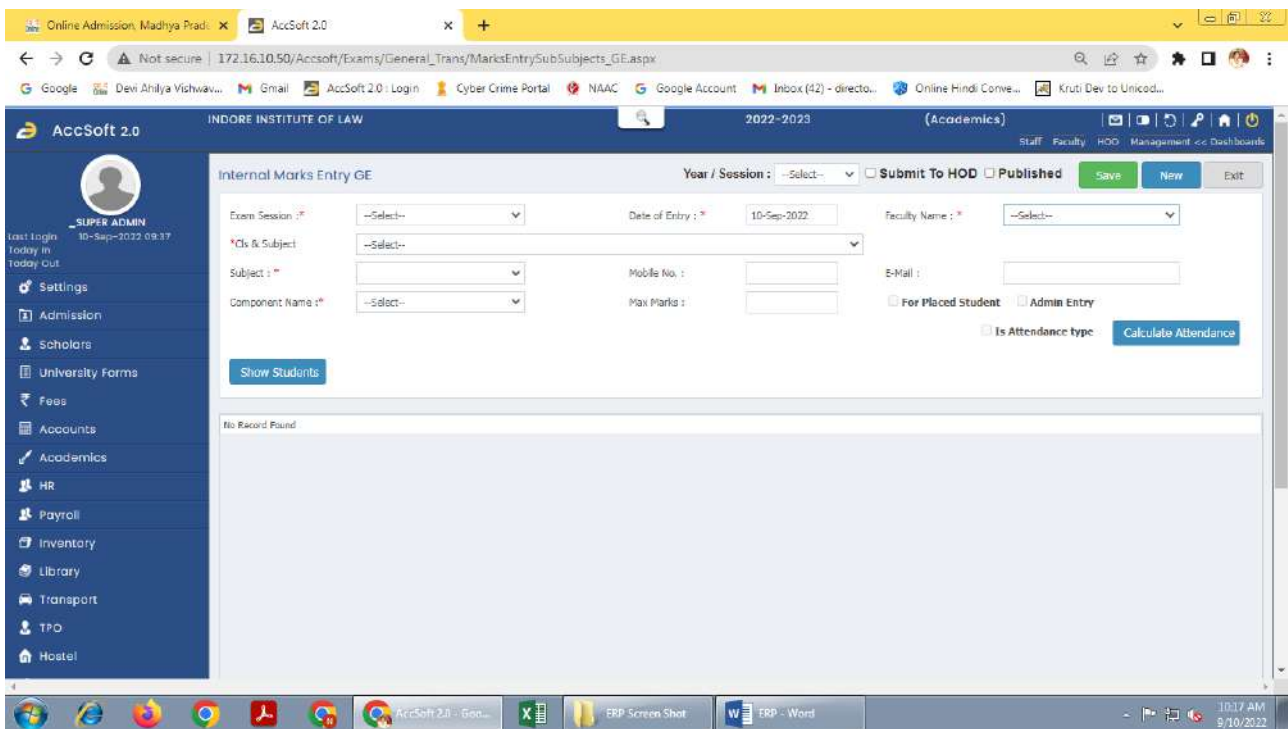 Online Admission, Madhya Prade
AccSoft 2.0
Not secure | 172.16.10.50/Accsoft/Exams/General_Trans/MarksEntrySubSubjects_GE.aspx
Google Devi Ahilya Vishwav... Gmail AccSoft 2.0 : Login Cyber Crime Portal NAAC Google Account Inbox (42) - directo... Online Hindi Conve... Kruti Dev to Unicod...
AccSoft 2.0
INDORE INSTITUTE OF LAW 2022-2023 (Academics)
Staff Faculty HOD Management << Dashboards
_SUPER ADMIN
Last Login 10-Sep-2022 09:37
Today In
Today Out
Settings
Admission
Scholars
University Forms
Fees
Accounts
Academics
HR
Payroll
Inventory
Library
Transport
TPO
Hostel
Internal Marks Entry GE Year / Session : --Select-- Submit To HOD Published Save New Exit
Exam Session :* --Select-- Date of Entry : * 10-Sep-2022 Faculty Name : * --Select--
*Cls & Subject --Select--
Subject : * Mobile No. : E-Mail :
Component Name :* --Select-- Max Marks : For Placed Student Admin Entry
Is Attendance type Calculate Attendance
Show Students
No Record Found
AccSoft 2.0 - Goo... ERP Screen Shot ERP - Word
10:17 AM
9/10/2022